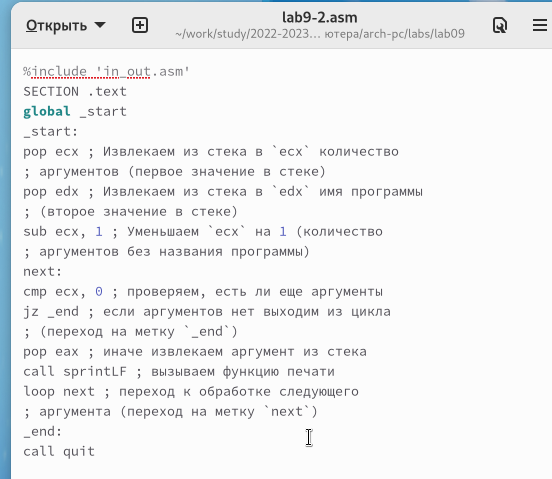 Открыть
lab9-2.asm
~/work/study/2022-2023… ютера/arch-pc/labs/lab09
%include 'in_out.asm'
SECTION .text
global _start
_start:
pop ecx ; Извлекаем из стека в `ecx` количество
; аргументов (первое значение в стеке)
pop edx ; Извлекаем из стека в `edx` имя программы
; (второе значение в стеке)
sub ecx, 1 ; Уменьшаем `ecx` на 1 (количество
; аргументов без названия программы)
next:
cmp ecx, 0 ; проверяем, есть ли еще аргументы
jz _end ; если аргументов нет выходим из цикла
; (переход на метку `_end`)
pop eax ; иначе извлекаем аргумент из стека
call sprintLF ; вызываем функцию печати
loop next ; переход к обработке следующего
; аргумента (переход на метку `next`)
_end:
call quit